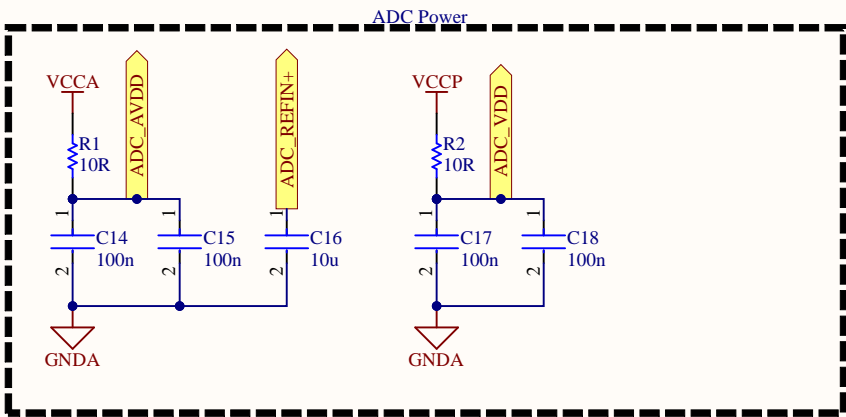 ADC Power
VCCA
ADC_AVDD
ADC_REFIN+
VCCP
ADC_VDD
R1
10R
R2
10R
1
1
1
1
1
C14
100n
C15
100n
C16
10u
C17
100n
C18
100n
2
2
2
2
2
GNDA
GNDA